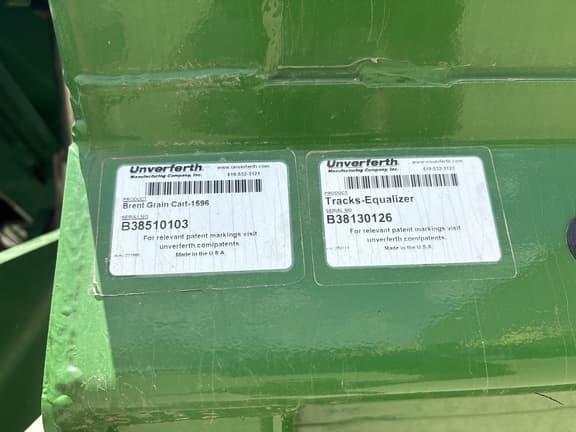 Unverferth www.unverferth.com
Manufacturing Company, Inc. 419-532-3121
PRODUCT
Brent Grain Cart-1596
SERIAL NO
B38510103
For relevant patent markings visit
unverferth.com/patents.
Made in the U.S.A.
Unverferth www.unverferth.com
Manufacturing Company, Inc. 419-532-3121
PRODUCT
Tracks-Equalizer
SERIAL NO
B38130126
For relevant patent markings visit
unverferth.com/patents.
Made in the U.S.A.